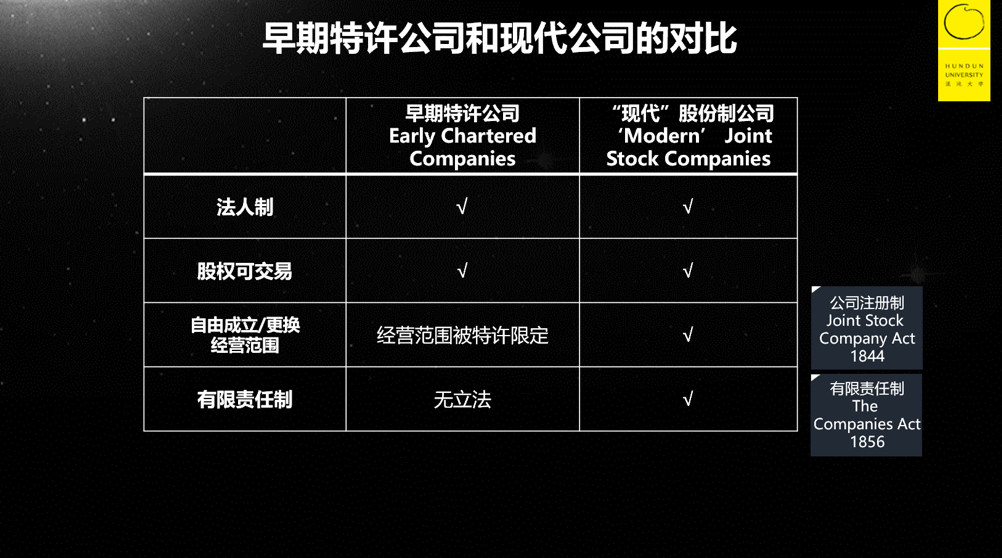 早期特许公司和现代公司的对比
HUNDUN
UNIVERSITY
混沌大学
早期特许公司
Early Chartered
Companies
“现代”股份制公司
‘Modern’ Joint
Stock Companies
法人制
√
√
股权可交易
√
√
自由成立/更换
经营范围
经营范围被特许限定
√
有限责任制
无立法
√
公司注册制
Joint Stock
Company Act
1844
有限责任制
The
Companies Act
1856